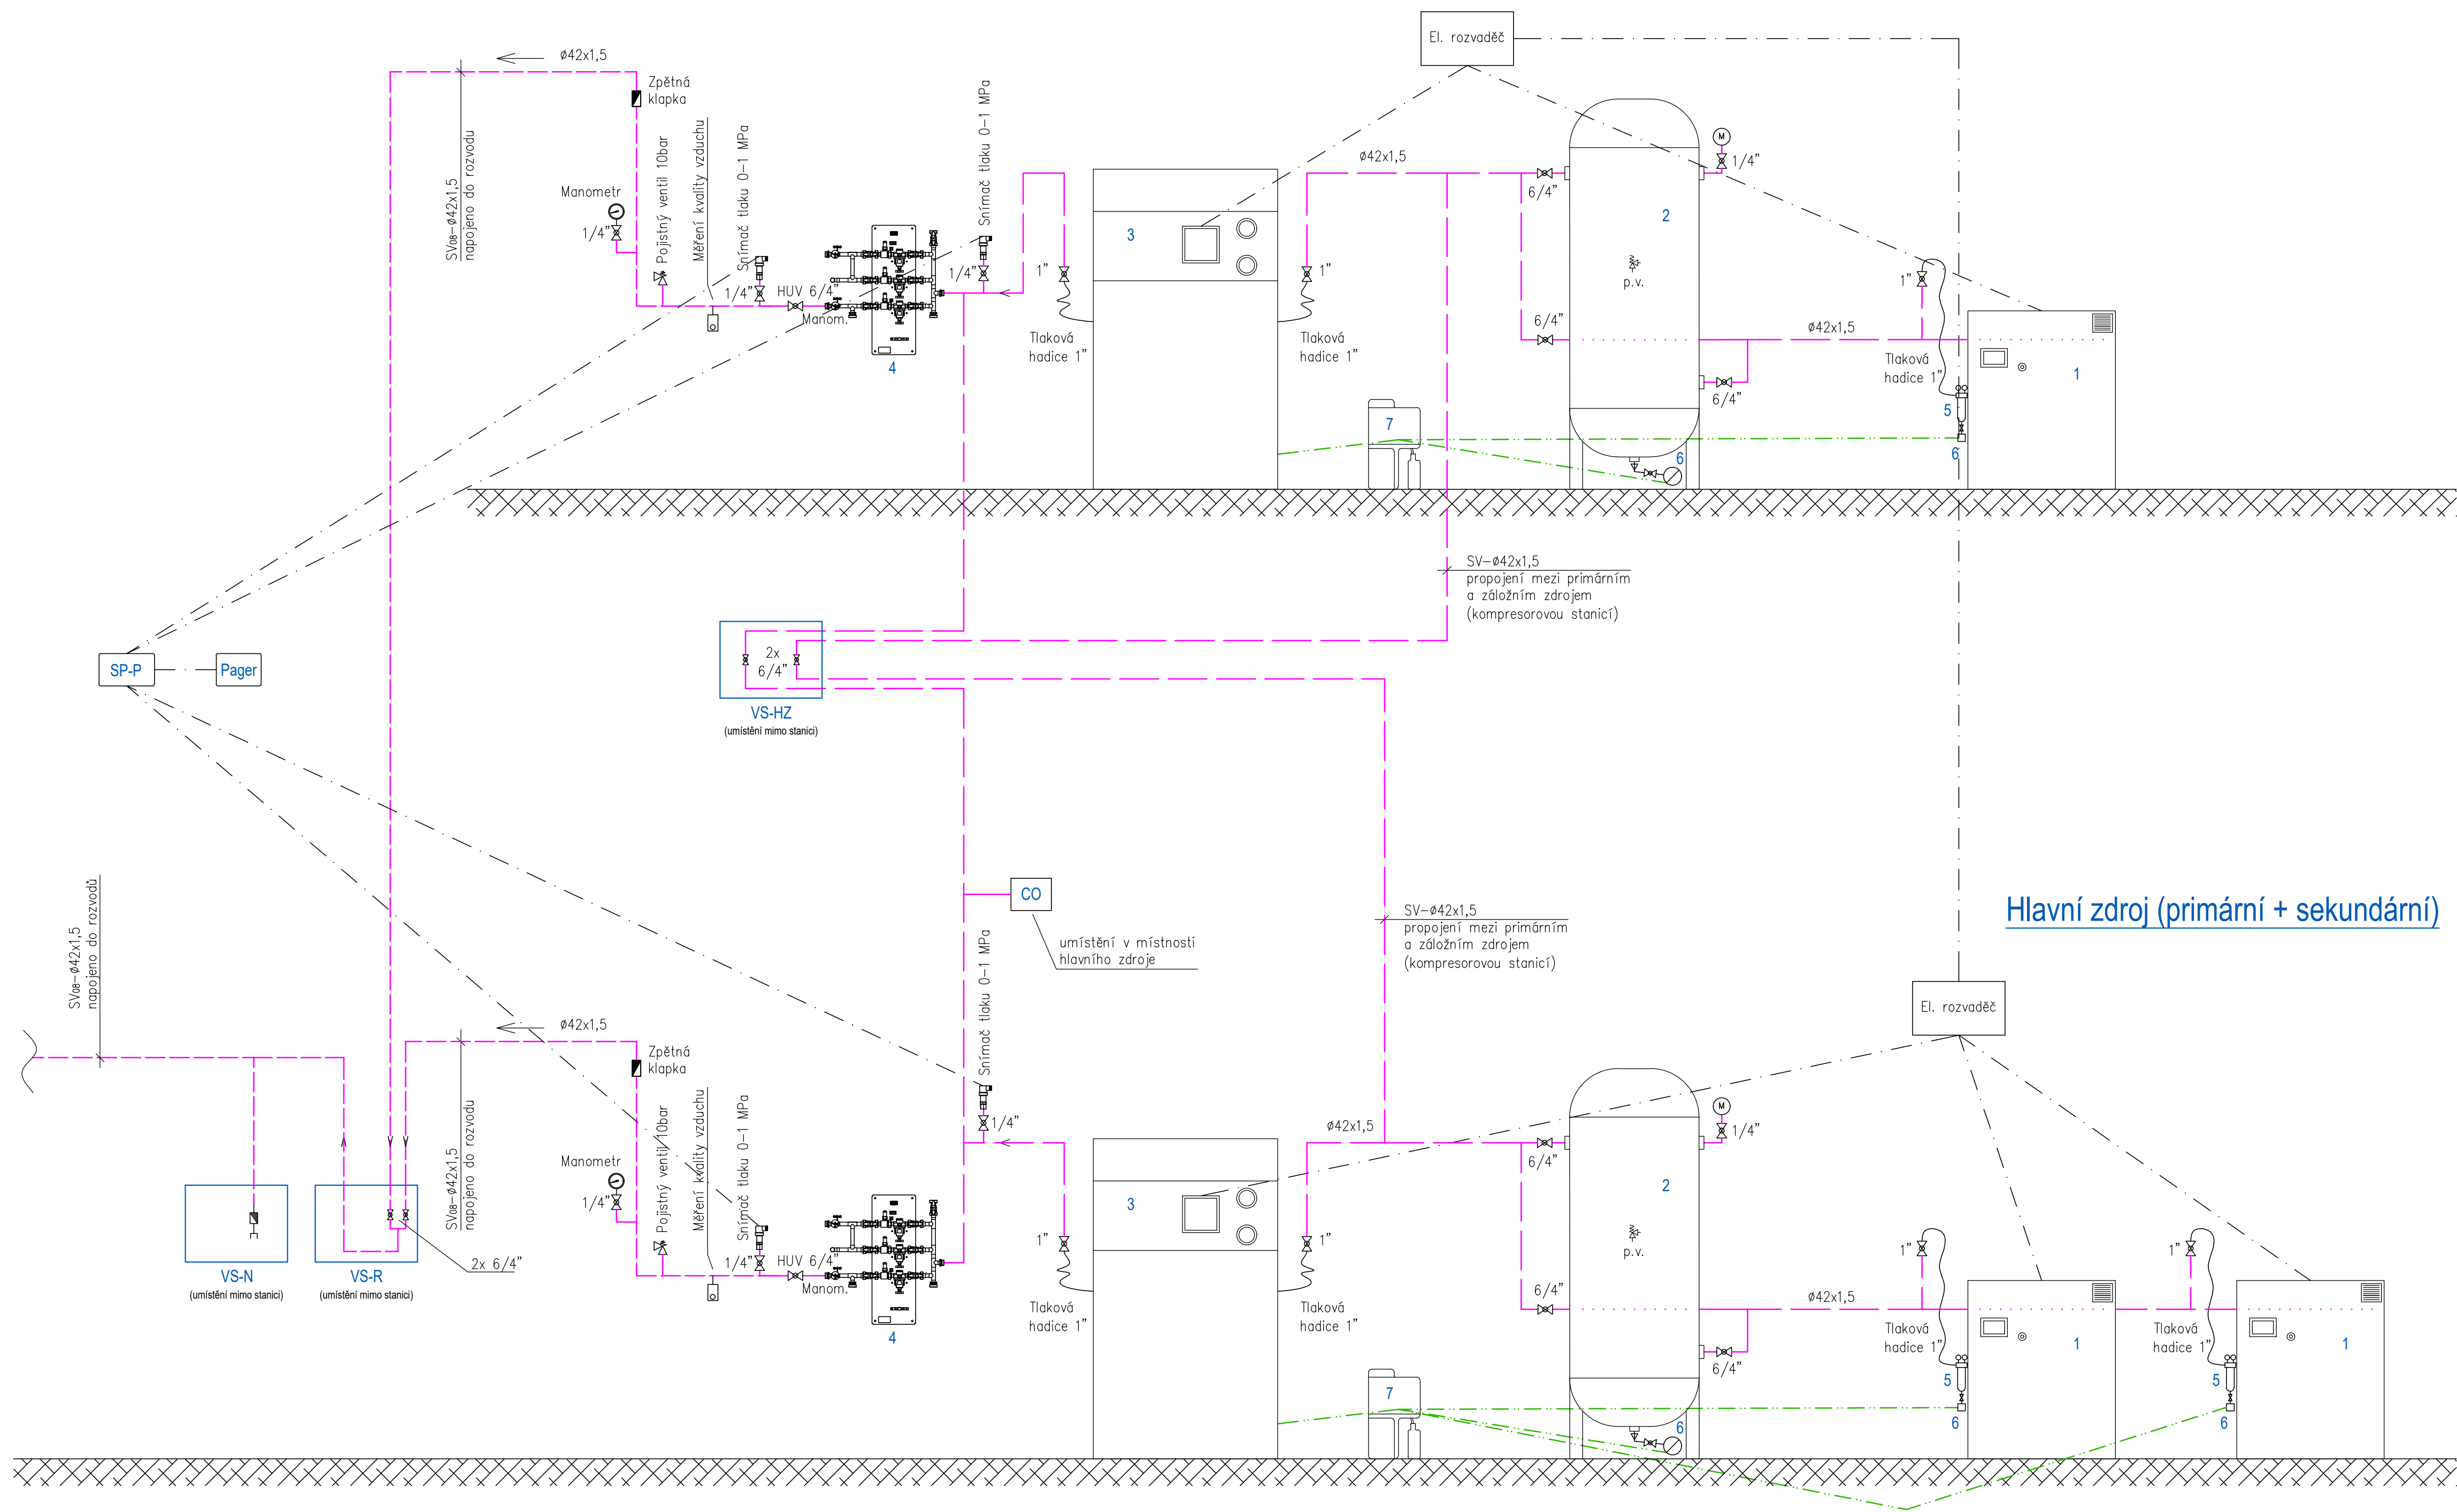 El. rozvaděč
ø42x1,5
Zpětná
klapka
SV08-ø42x1,5
napojeno do rozvodu
Manometr
1/4"
Pojistný ventil 10bar
Měření kvality vzduchu
Snímač tlaku 0-1 MPa
1/4"
HUV 6/4"
Manom.
4
Snímač tlaku 0-1 MPa
1/4"
1"
Tlaková
hadice 1"
3
1"
Tlaková
hadice 1"
ø42x1,5
6/4"
6/4"
2
p.v.
M
1/4"
6/4"
ø42x1,5
1"
Tlaková
hadice 1"
1
5
6
6
7
SV-ø42x1,5
propojení mezi primárním
a záložním zdrojem
(kompresorovou stanicí)
SP-P
Pager
2x
6/4"
VS-HZ
(umístění mimo stanici)
CO
umístění v místnosti
hlavního zdroje
SV-ø42x1,5
propojení mezi primárním
a záložním zdrojem
(kompresorovou stanicí)
Hlavní zdroj (primární + sekundární)
El. rozvaděč
SV08-ø42x1,5
napojeno do rozvodů
ø42x1,5
Zpětná
klapka
SV08-ø42x1,5
napojeno do rozvodu
Manometr
1/4"
Pojistný ventil 10bar
Měření kvality vzduchu
Snímač tlaku 0-1 MPa
1/4"
HUV 6/4"
Manom.
4
Snímač tlaku 0-1 MPa
1/4"
VS-N
(umístění mimo stanici)
VS-R
(umístění mimo stanici)
2x 6/4"
1"
Tlaková
hadice 1"
3
1"
Tlaková
hadice 1"
ø42x1,5
6/4"
6/4"
2
p.v.
M
1/4"
6/4"
ø42x1,5
1"
Tlaková
hadice 1"
1
5
6
1"
Tlaková
hadice 1"
1
5
6
6
7